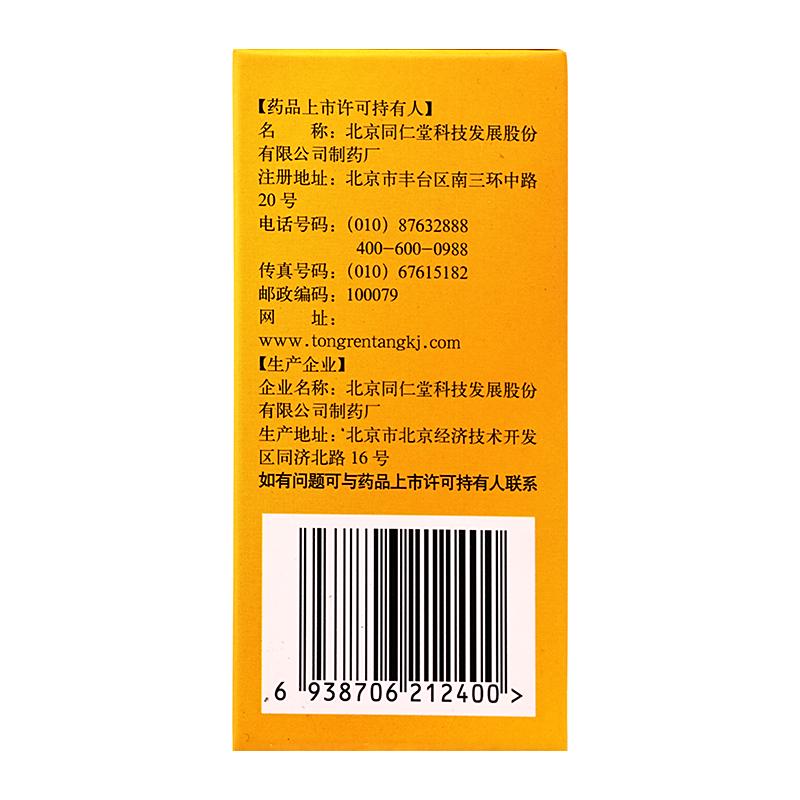 【药品上市许可持有人】
名　　称：北京同仁堂科技发展股份
有限公司制药厂
注册地址：北京市丰台区南三环中路
20 号
电话号码：（010）87632888
400-600-0988
传真号码：（010）67615182
邮政编码：100079
网　　址：
www.tongrentangkj.com
【生产企业】
企业名称：北京同仁堂科技发展股份
有限公司制药厂
生产地址：北京市北京经济技术开发
区同济北路 16 号
如有问题可与药品上市许可持有人联系
6 938706 212400 >